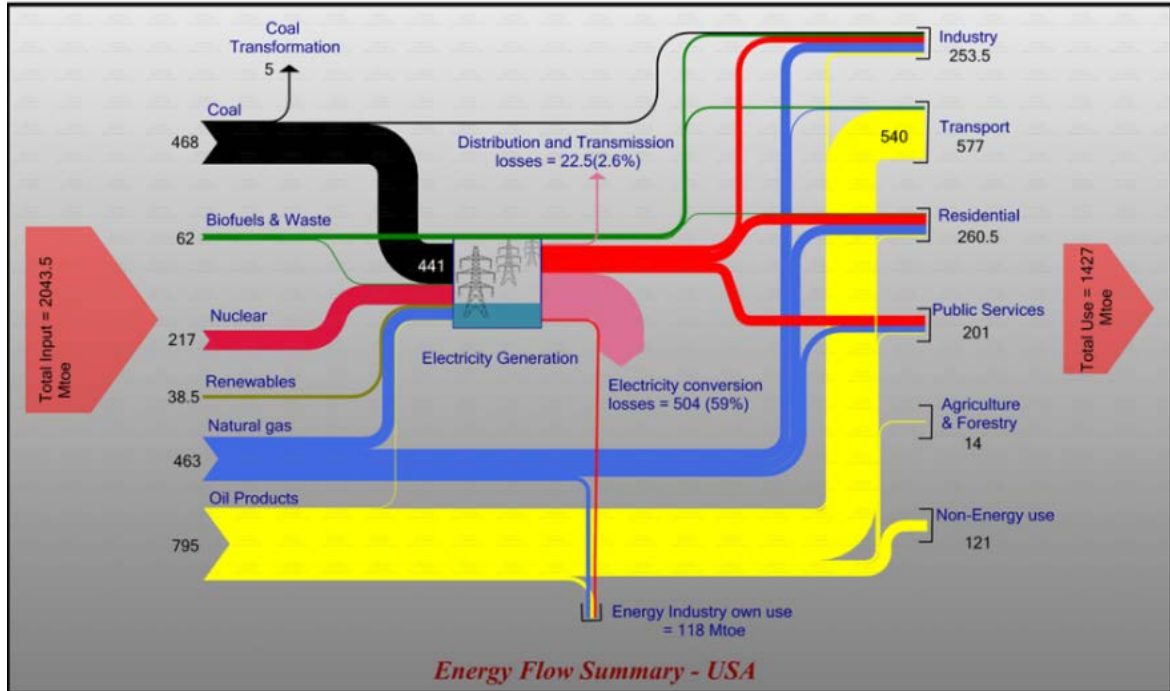 Coal
Transformation
5
Coal
468
Biofuels & Waste
62
441
Nuclear
217
Renewables
38.5
Natural gas
463
Oil Products
795
Total Input = 2043.5
Mtoe
Distribution and Transmission
losses = 22.5(2.6%)
Electricity Generation
Electricity conversion
losses = 504 (59%)
Energy Industry own use
= 118 Mtoe
Industry
253.5
540
Transport
577
Residential
260.5
Public Services
201
Agriculture
& Forestry
14
Non-Energy use
121
Total Use = 1427
Mtoe
Energy Flow Summary - USA